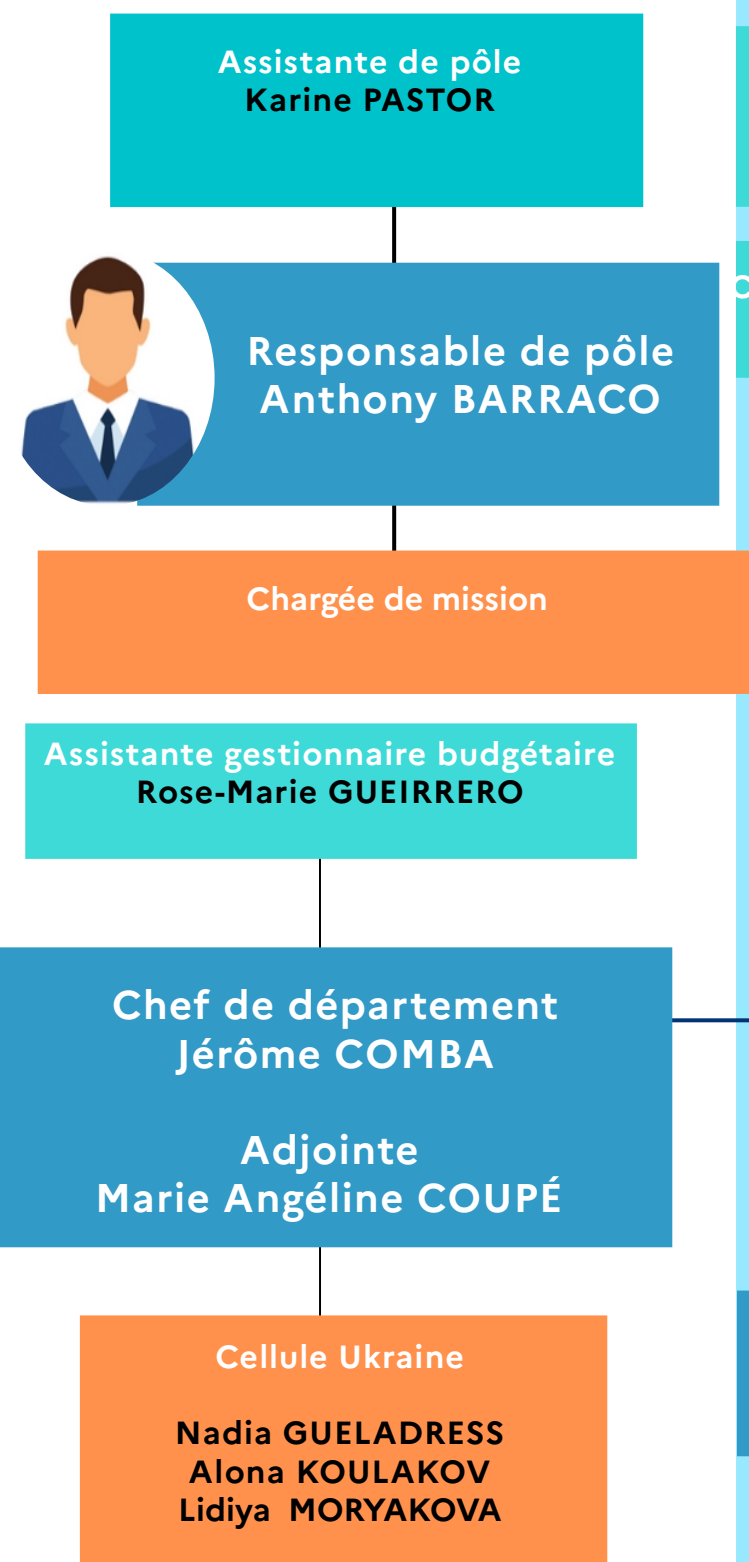 Assistante de pôle
Karine PASTOR
Responsable de pôle
Anthony BARRACO
Chargée de mission
Assistante gestionnaire budgétaire
Rose-Marie GUEIRRERO
Chef de département
Jérôme COMBA
Adjointe
Marie Angéline COUPÉ
Cellule Ukraine
Nadia GUELADRESS
Alona KOULAKOV
Lidiya MORYAKOVA